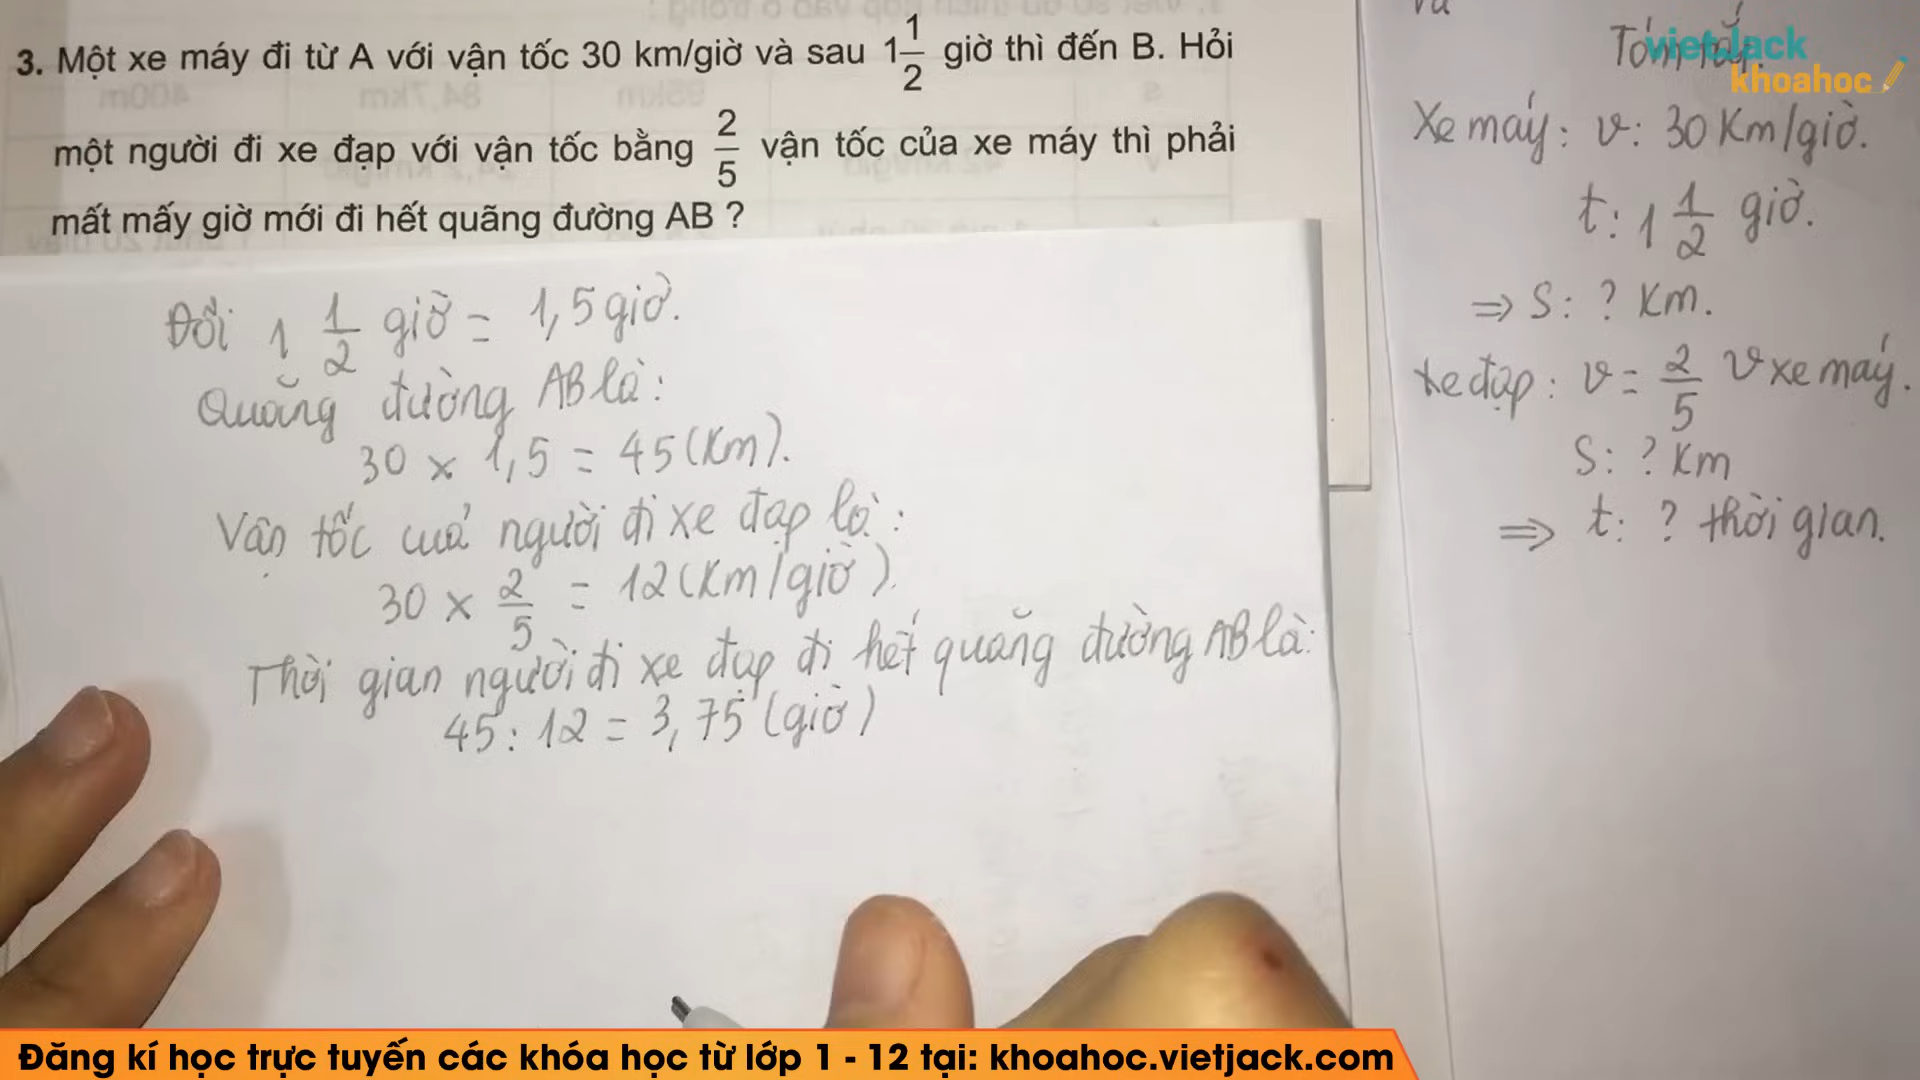 3. Một xe máy đi từ A với vận tốc 30 km/giờ và sau 1 1/2 giờ thì đến B. Hỏi
một người đi xe đạp với vận tốc bằng 2/5 vận tốc của xe máy thì phải
mất mấy giờ mới đi hết quãng đường AB ?
Đổi 1 1/2 giờ = 1,5 giờ.
Quãng đường AB là:
30 x 1,5 = 45 (Km).
Vận tốc của người đi xe đạp là:
30 x 2/5 = 12 (Km/giờ).
Thời gian người đi xe đạp đi hết quãng đường AB là:
45 : 12 = 3,75 (giờ)
Tóm tắt:
vietJack
khoahoc
Xe máy: v: 30 Km/giờ.
t: 1 1/2 giờ.
=> S: ? Km.
Xe đạp: v = 2/5 v xe máy.
S: ? Km
=> t: ? thời gian.
Đăng kí học trực tuyến các khóa học từ lớp 1 - 12 tại: khoahoc.vietjack.com